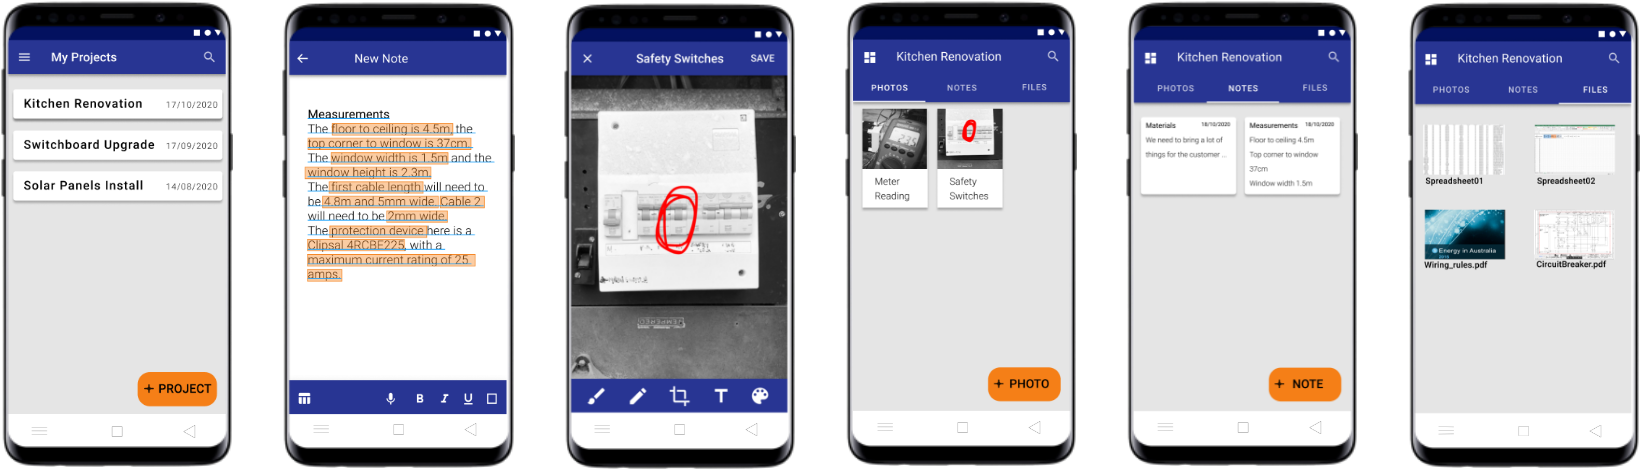 My Projects
Kitchen Renovation 17/10/2020
Switchboard Upgrade 17/09/2020
Solar Panels Install 14/08/2020
+ PROJECT
New Note
Measurements
The floor to ceiling is 4.5m, the
top corner to window is 37cm.
The window width is 1.5m and the
window height is 2.3m.
The first cable length will need to
be 4.8m and 5mm wide. Cable 2
will need to be 2mm wide.
The protection device here is a
Clipsal 4RCBE225, with a
maximum current rating of 25
amps.
B I U
Safety Switches SAVE
T
Kitchen Renovation
PHOTOS NOTES FILES
Meter
Reading
Safety
Switches
+ PHOTO
Kitchen Renovation
PHOTOS NOTES FILES
Materials 18/10/2020
We need to bring a lot of
things for the customer ...
Measurements 18/10/2020
Floor to ceiling 4.5m
Top corner to window
37cm
Window width 1.5m
+ NOTE
Kitchen Renovation
PHOTOS NOTES FILES
Spreadsheet01
Spreadsheet02
Energy in Australia
Wiring_rules.pdf
CircuitBreaker.pdf